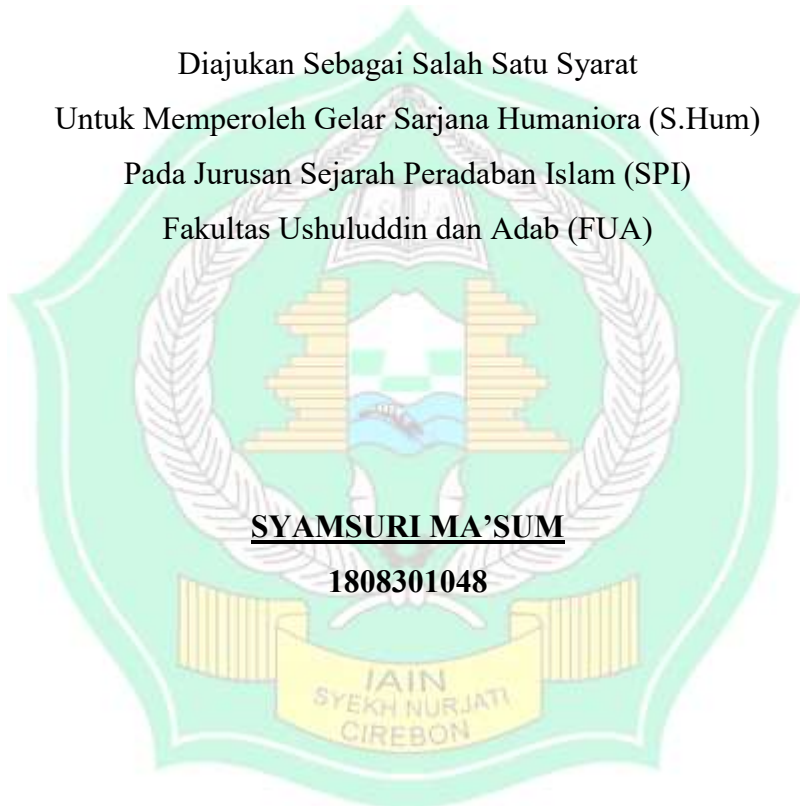 Diajukan Sebagai Salah Satu Syarat
Untuk Memperoleh Gelar Sarjana Humaniora (S.Hum)
Pada Jurusan Sejarah Peradaban Islam (SPI)
Fakultas Ushuluddin dan Adab (FUA)
SYAMSURI MA’SUM
1808301048
IAIN
SYEKH NURJATI
CIREBON